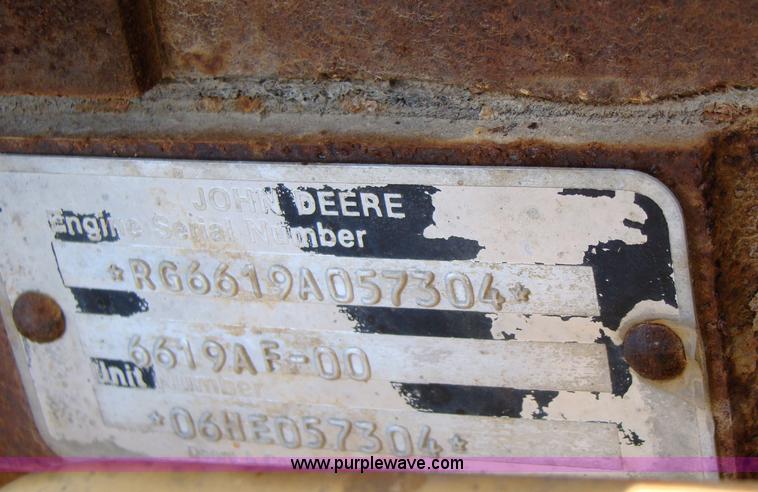 JOHN DEERE
Engine Serial Number
*RG6619A057304*
6619AF-00
Unit Number
*06HE057304*
www.purplewave.com